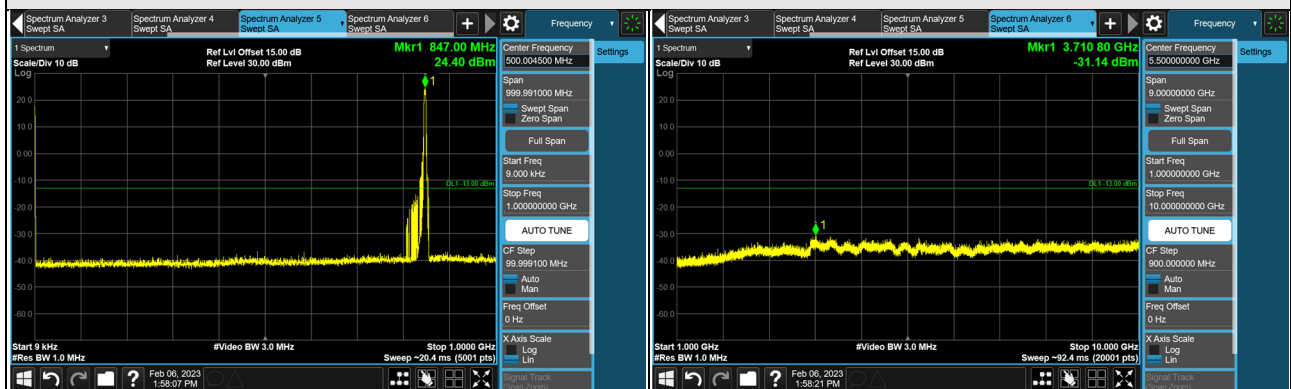 Spectrum Analyzer 3
Swept SA
Spectrum Analyzer 4
Swept SA
Spectrum Analyzer 5
Swept SA
Spectrum Analyzer 6
Swept SA
+
Frequency
1 Spectrum
Ref Lvl Offset 15.00 dB
Mkr1 847.00 MHz
Scale/Div 10 dB
Ref Level 30.00 dBm
24.40 dBm
Log
1
20.0
10.0
0.00
-10.0
DL1 -13.00 dBm
-20.0
-30.0
-40.0
-50.0
-60.0
Start 9 kHz
#Video BW 3.0 MHz
Stop 1.0000 GHz
#Res BW 1.0 MHz
Sweep ~20.4 ms (5001 pts)
Center Frequency
500.004500 MHz
Settings
Span
999.991000 MHz
Swept Span
Zero Span
Full Span
Start Freq
9.000 kHz
Stop Freq
1.000000000 GHz
AUTO TUNE
CF Step
99.999100 MHz
Auto
Man
Freq Offset
0 Hz
X Axis Scale
Log
Lin
Signal Track
(Span Zoom)
?
Feb 06, 2023
1:58:07 PM
Spectrum Analyzer 3
Swept SA
Spectrum Analyzer 4
Swept SA
Spectrum Analyzer 5
Swept SA
Spectrum Analyzer 6
Swept SA
+
Frequency
1 Spectrum
Ref Lvl Offset 15.00 dB
Mkr1 3.710 80 GHz
Scale/Div 10 dB
Ref Level 30.00 dBm
-31.14 dBm
Log
20.0
10.0
0.00
-10.0
DL1 -13.00 dBm
-20.0
1
-30.0
-40.0
-50.0
-60.0
Start 1.000 GHz
#Video BW 3.0 MHz
Stop 10.000 GHz
#Res BW 1.0 MHz
Sweep ~92.4 ms (20001 pts)
Center Frequency
5.500000000 GHz
Settings
Span
9.00000000 GHz
Swept Span
Zero Span
Full Span
Start Freq
1.000000000 GHz
Stop Freq
10.000000000 GHz
AUTO TUNE
CF Step
900.000000 MHz
Auto
Man
Freq Offset
0 Hz
X Axis Scale
Log
Lin
Signal Track
(Span Zoom)
?
Feb 06, 2023
1:58:21 PM